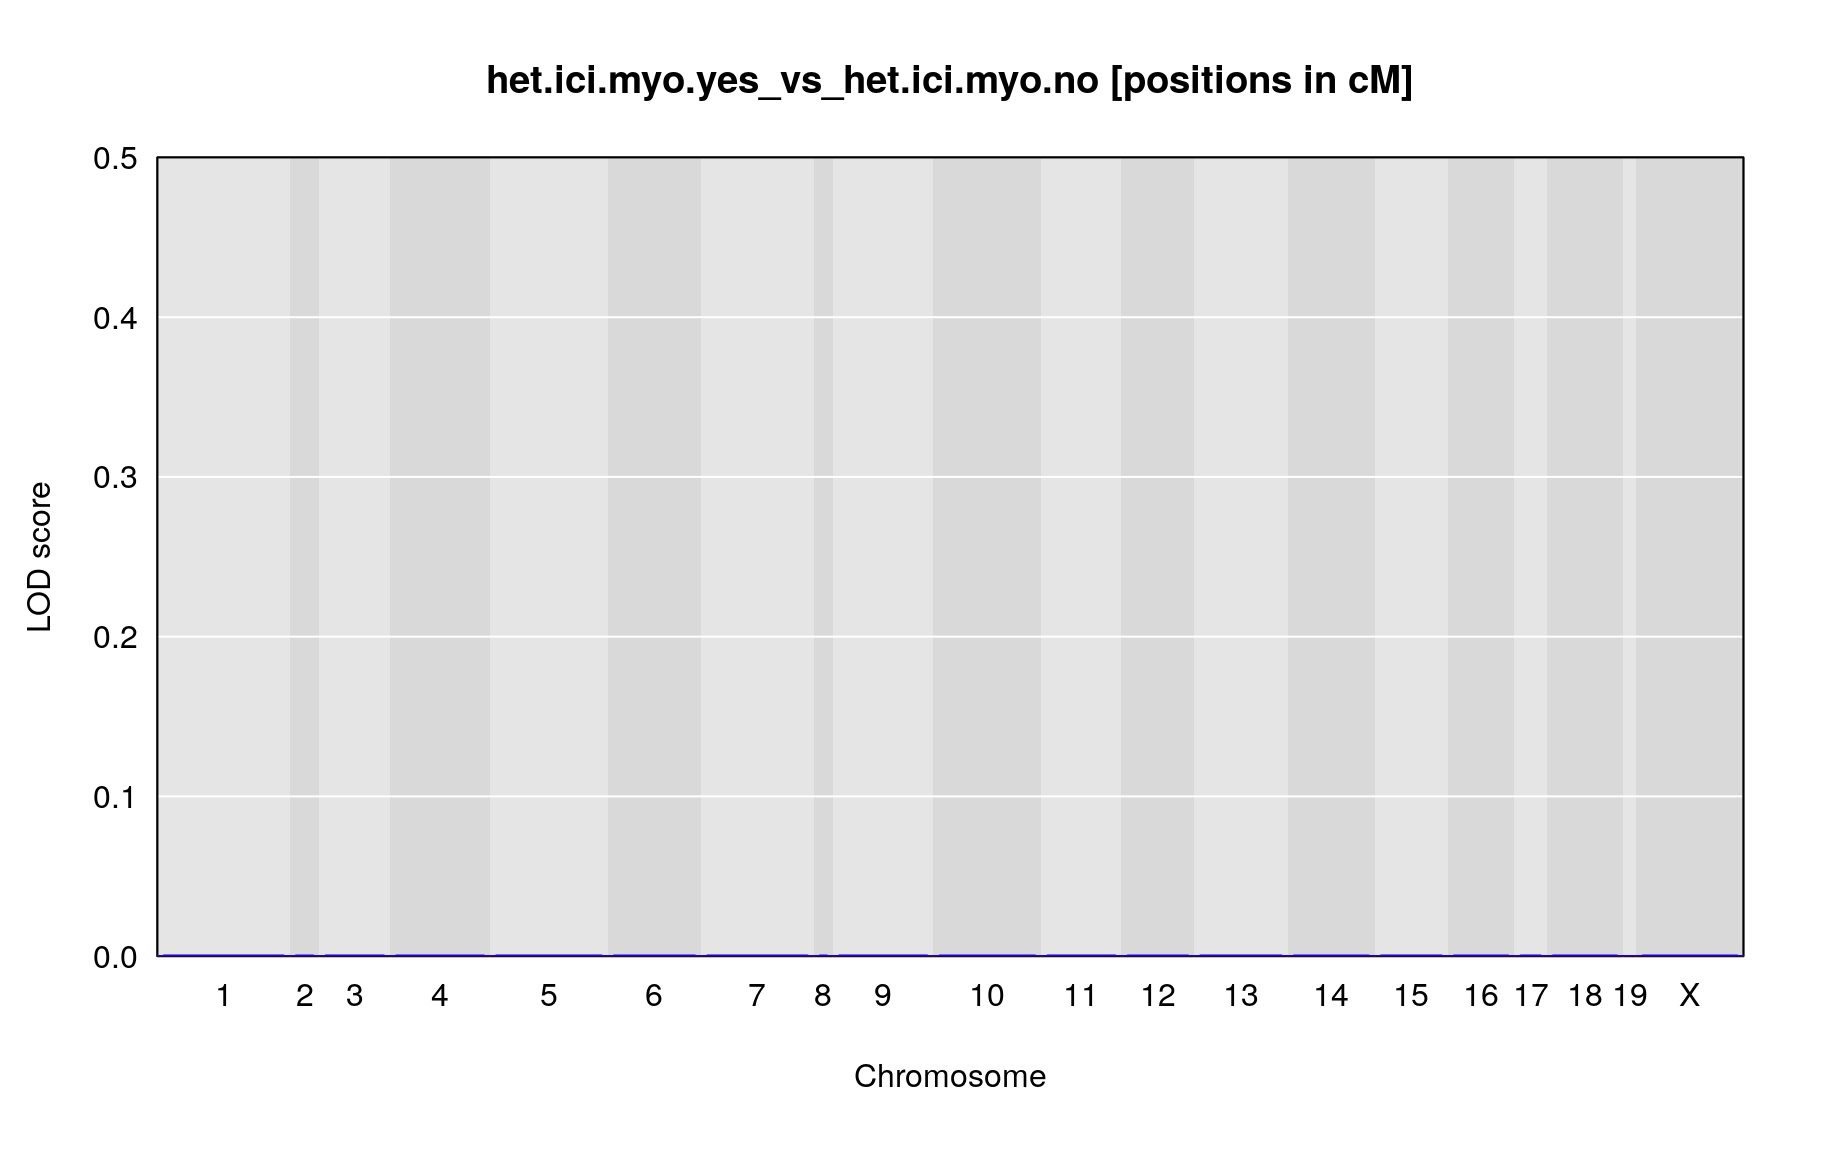 het.ici.myo.yes_vs_het.ici.myo.no [positions in cM]
0.5
0.4
0.3
0.2
0.1
0.0
LOD score
1 2 3 4 5 6 7 8 9 10 11 12 13 14 15 16 17 18 19 X
Chromosome